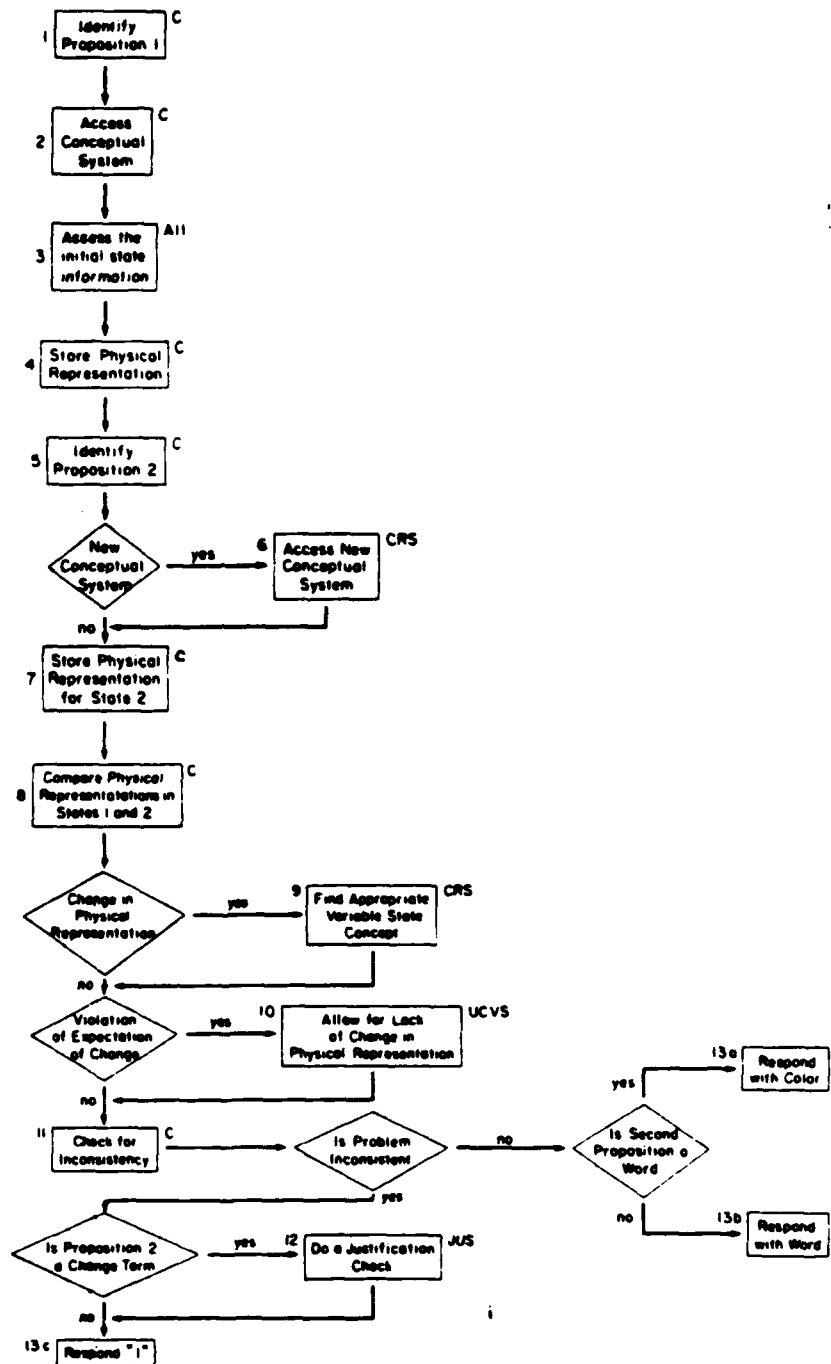 C
1 Identify
Proposition 1
C
2 Access
Conceptual
System
All
3 Assess the
initial state
information
C
4 Store Physical
Representation
C
5 Identify
Proposition 2
New
Conceptual
System
yes
no
6 Access New
Conceptual
System
CRS
C
7 Store Physical
Representation
for State 2
C
8 Compare Physical
Representatations in
States 1 and 2
Change in
Physical
Representation
yes
no
9 Find Appropriate
Variable State
Concept
CRS
Violation
of Expectation
of Change
yes
no
10 Allow for Lack
of Change in
Physical Representation
UCVS
11 Check for
Inconsistency
C
Is Problem
Inconsistent
no
yes
Is Second
Proposition a
Word
yes
no
13a Respond
with Color
13b Respond
with Word
Is Proposition 2
a Change Term
yes
no
12 Do a Justification
Check
JUS
13c Respond "I"